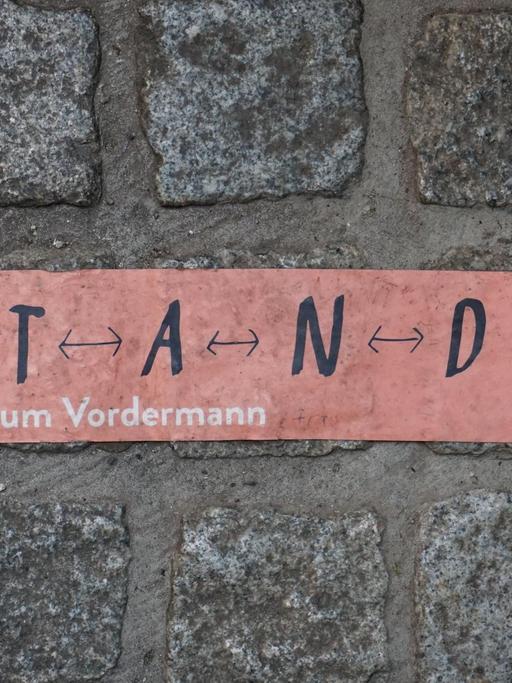 T ↔ A ↔ N ↔ D
um Vordermann